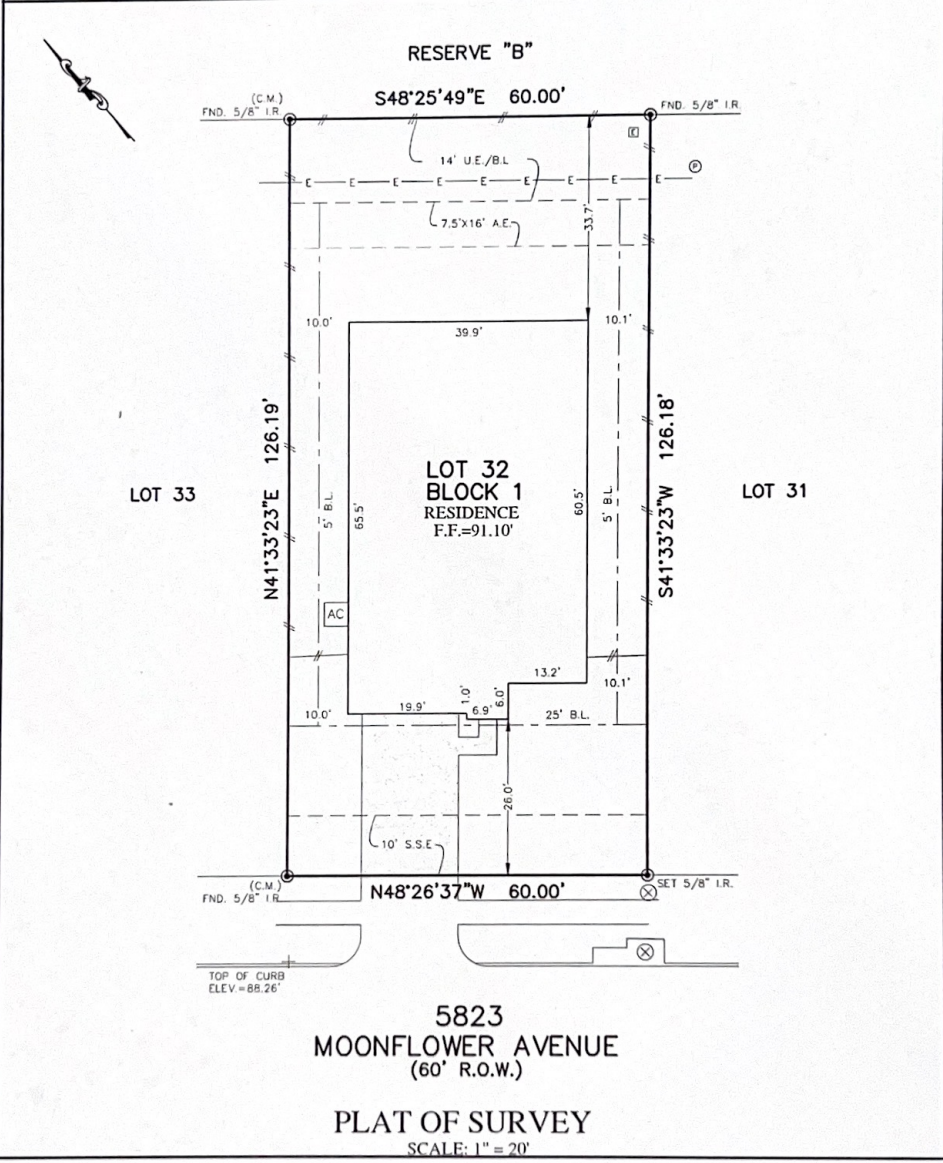 RESERVE "B"
(C.M.)
FND. 5/8" I.R.
S48°25'49"E 60.00'
FND. 5/8" I.R.
E
P
14' U.E./B.L
E E E E E E E E E
7.5'X16' A.E.
33.7'
10.0'
39.9'
10.1'
N41°33'23"E 126.19'
S41°33'23"W 126.18'
LOT 33
LOT 32
BLOCK 1
RESIDENCE
F.F.=91.10'
LOT 31
5' B.L.
65.5'
60.5'
5' B.L.
AC
13.2'
10.1'
10.0'
19.9'
1.0'
6.9'
6.0'
25' B.L.
26.0'
10' S.S.E
(C.M.)
FND. 5/8" I.R
N48°26'37"W 60.00'
SET 5/8" I.R.
TOP OF CURB
ELEV.=88.26'
5823
MOONFLOWER AVENUE
(60' R.O.W.)
PLAT OF SURVEY
SCALE: 1" = 20'